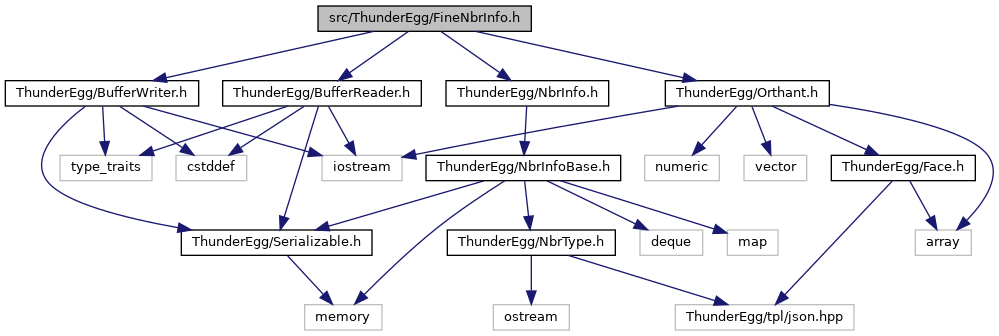 src/ThunderEgg/FineNbrInfo.h
ThunderEgg/BufferWriter.h
ThunderEgg/BufferReader.h
ThunderEgg/NbrInfo.h
ThunderEgg/Orthant.h
type_traits
cstddef
iostream
ThunderEgg/NbrInfoBase.h
numeric
vector
ThunderEgg/Face.h
ThunderEgg/Serializable.h
ThunderEgg/NbrType.h
deque
map
array
memory
ostream
ThunderEgg/tpl/json.hpp